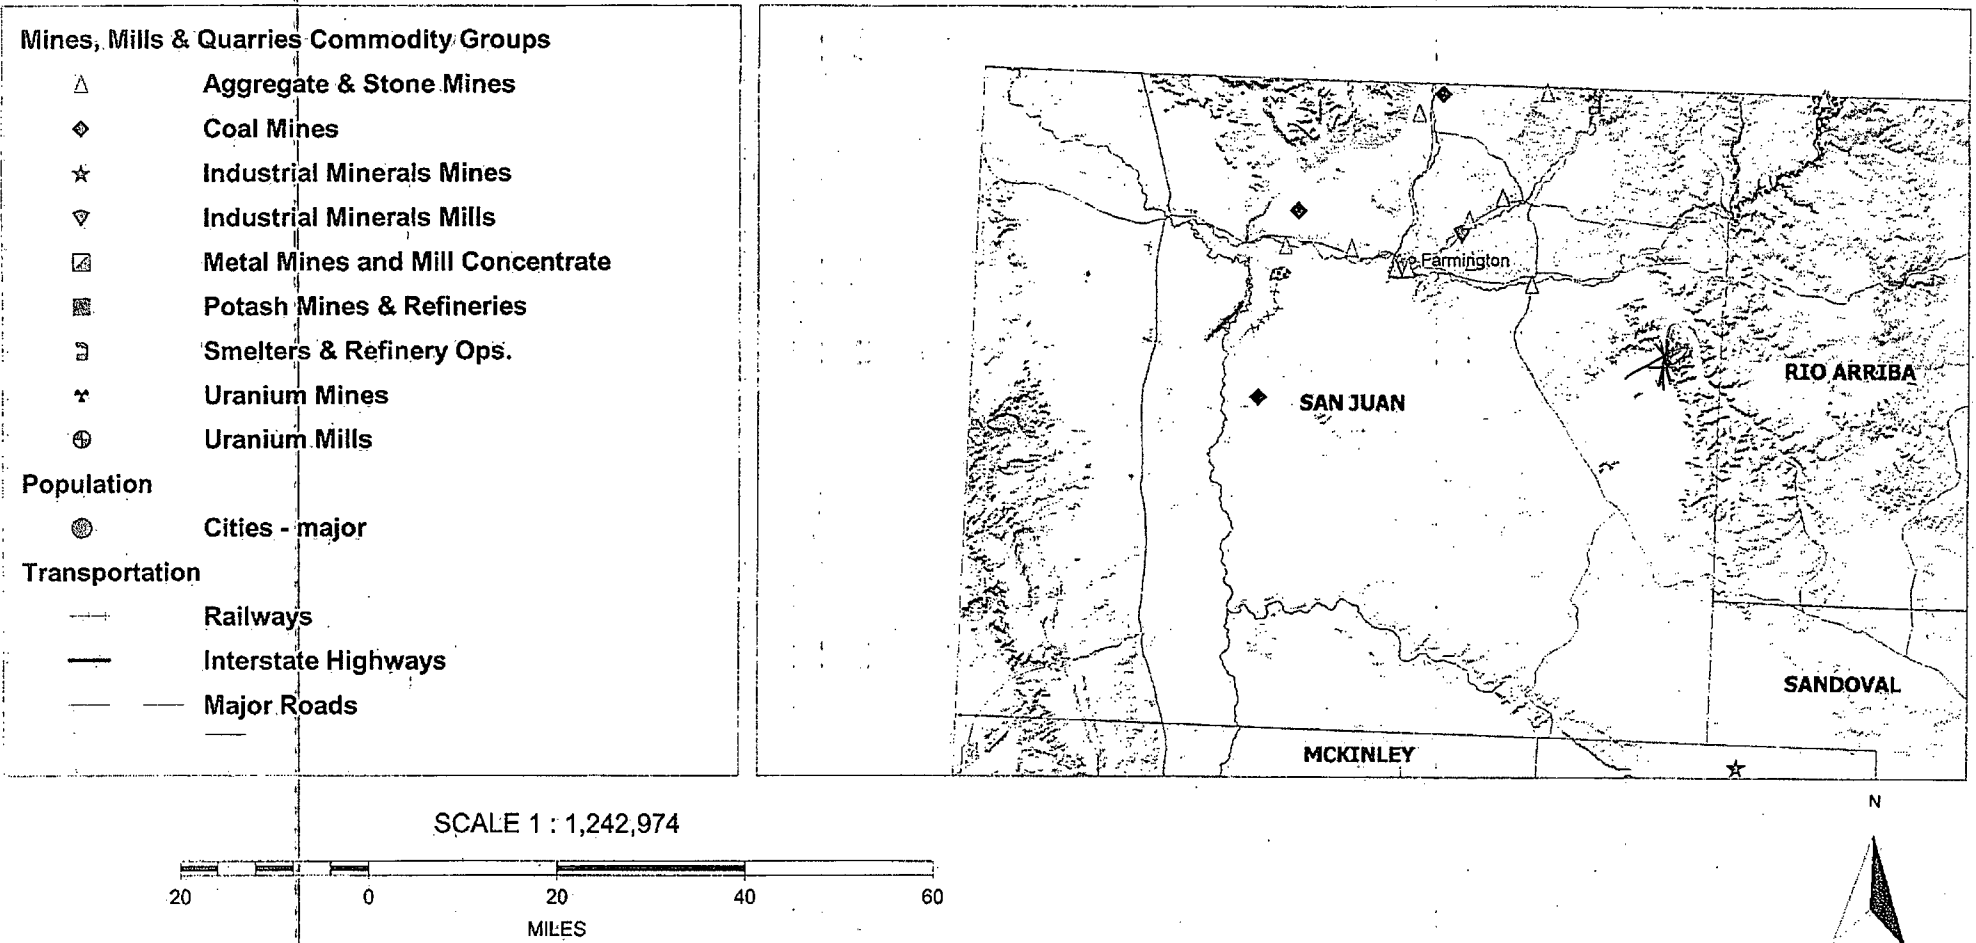 Mines, Mills & Quarries Commodity Groups
Aggregate & Stone Mines
Coal Mines
Industrial Minerals Mines
Industrial Minerals Mills
Metal Mines and Mill Concentrate
Potash Mines & Refineries
Smelters & Refinery Ops.
Uranium Mines
Uranium Mills
Population
Cities - major
Transportation
Railways
Interstate Highways
Major Roads
Farmington
RIO ARRIBA
SAN JUAN
SANDOVAL
MCKINLEY
N
SCALE 1 : 1,242,974
20 0 20 40 60
MILES